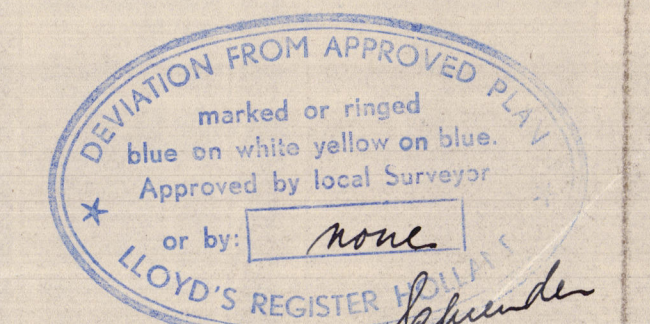 DEVIATION FROM APPROVED PLAN
marked or ringed
blue on white yellow on blue.
Approved by local Surveyor
or by: none
LLOYD'S REGISTER HOLLAND